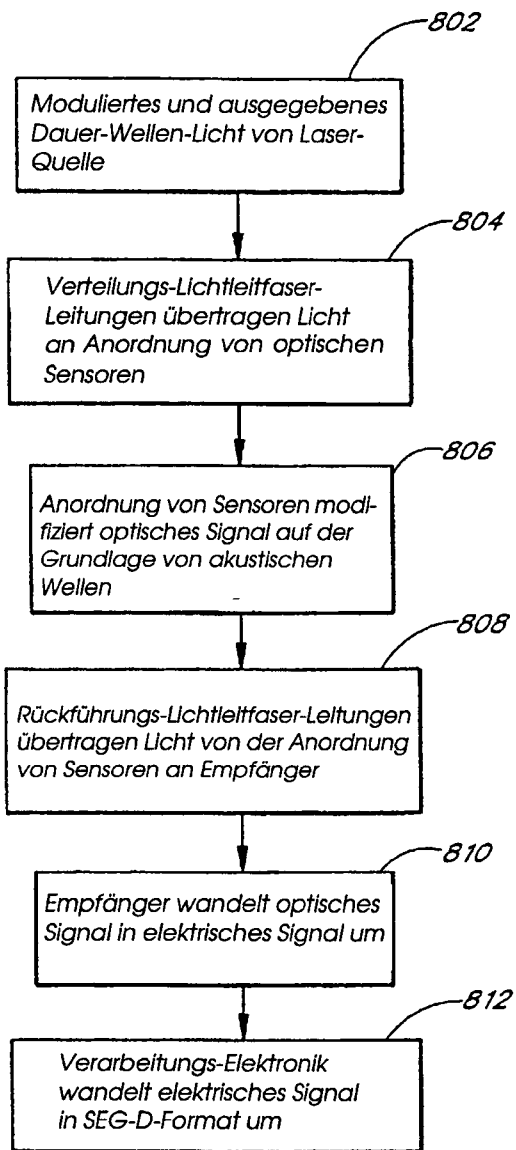 802
Moduliertes und ausgegebenes
Dauer-Wellen-Licht von Laser-
Quelle
804
Verteilungs-Lichtleitfaser-
Leitungen übertragen Licht
an Anordnung von optischen
Sensoren
806
Anordnung von Sensoren modi-
fiziert optisches Signal auf der
Grundlage von akustischen
Wellen
808
Rückführungs-Lichtleitfaser-Leitungen
übertragen Licht von der Anordnung
von Sensoren an Empfänger
810
Empfänger wandelt optisches
Signal in elektrisches Signal um
812
Verarbeitungs-Elektronik
wandelt elektrisches Signal
in SEG-D-Format um